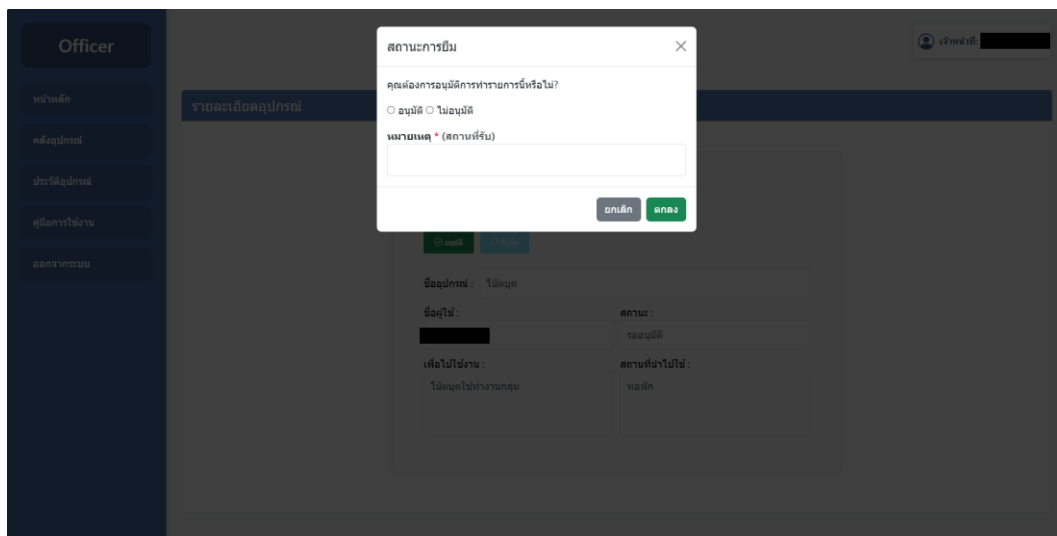 Officer
หน้าหลัก
คลังอุปกรณ์
ประวัติอุปกรณ์
คู่มือการใช้งาน
ออกจากระบบ
เจ้าหน้าที่:
รายละเอียดอุปกรณ์
สถานะการยืม
คุณต้องการอนุมัติการทำรายการนี้หรือไม่?
อนุมัติ ไม่อนุมัติ
หมายเหตุ * (สถานที่รับ)
ยกเลิก ตกลง
อนุมัติ
ชื่ออุปกรณ์ : โน๊ตบุค
ชื่อผู้ใช้ : สถานะ :
รออนุมัติ
เพื่อไปใช้งาน : สถานที่นำไปใช้ :
โน๊ตบุคใช้ทำงานกลุ่ม หอพัก